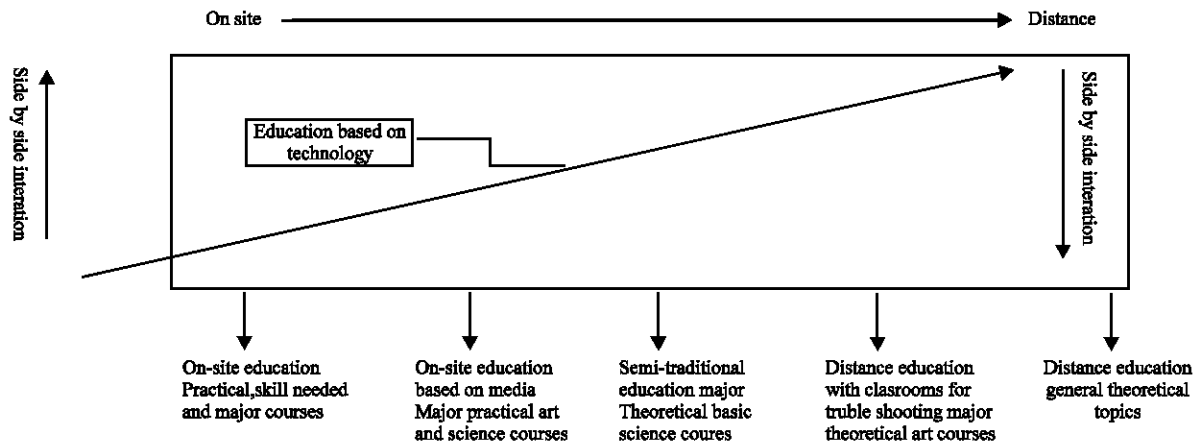 On site
Distance
Side by side interation
Education based on
technology
Side by side interation
On-site education
Practical,skill needed
and major courses
On-site education
based on media
Major practical art
and science courses
Semi-traditional
education major
Theoretical basic
science coures
Distance education
with clasrooms for
truble shooting major
theoretical art courses
Distance education
general theoretical
topics